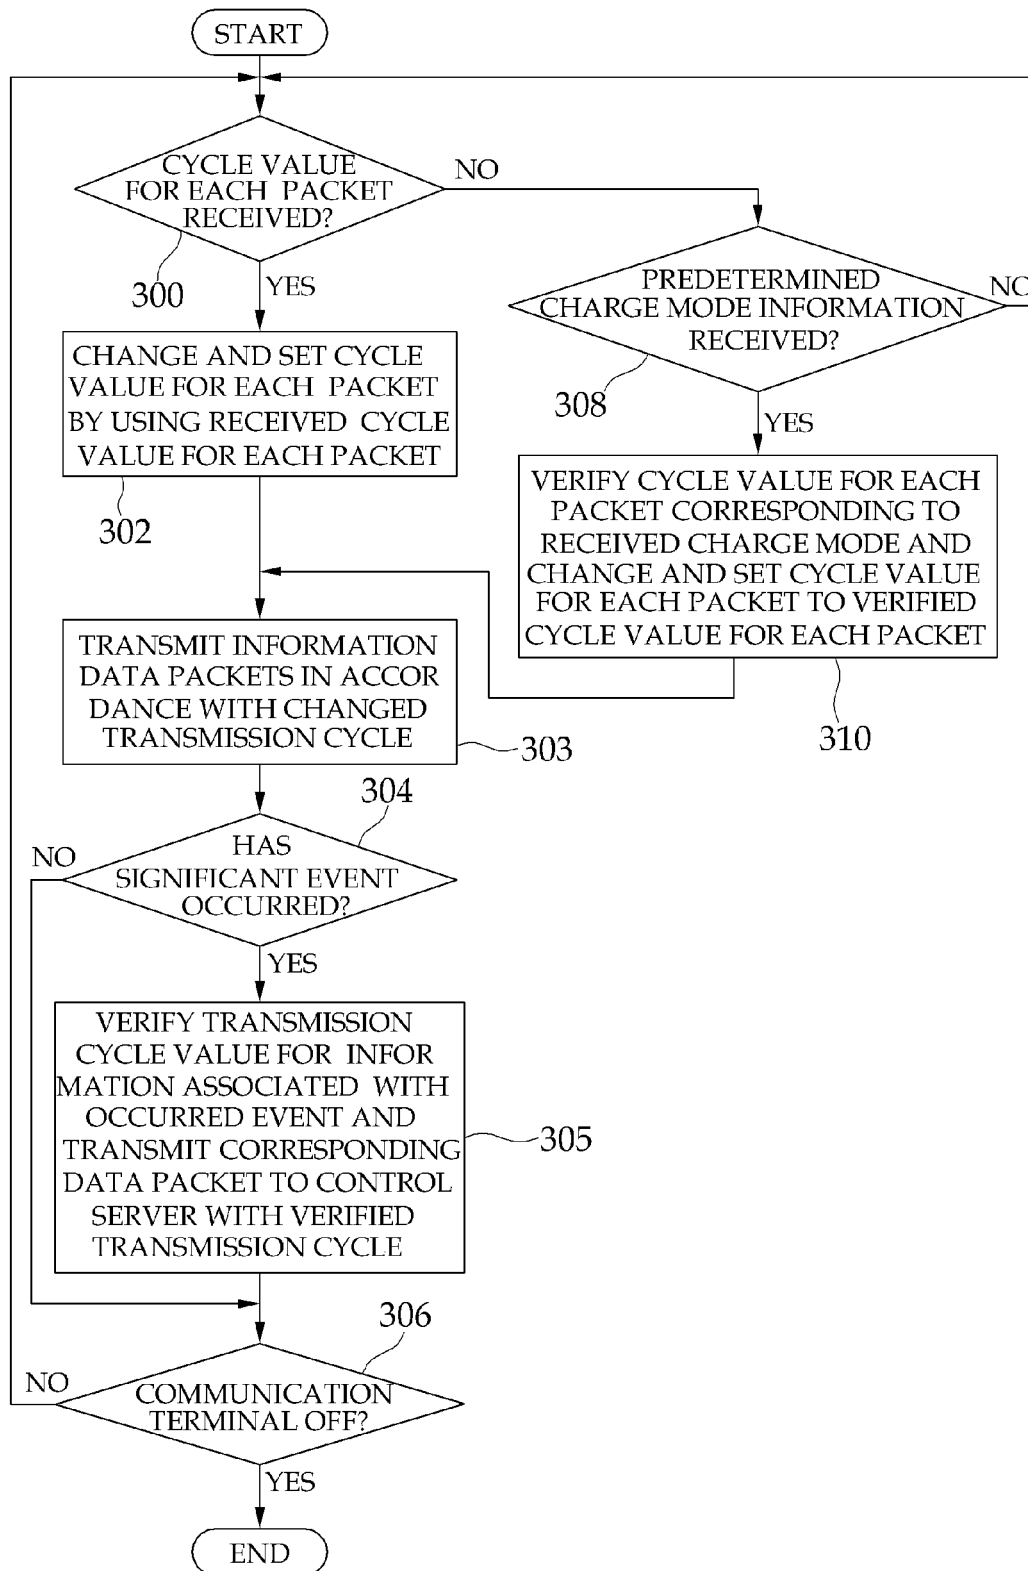 START
CYCLE VALUE
FOR EACH PACKET
RECEIVED?
NO
300
YES
PREDETERMINED
CHARGE MODE INFORMATION
RECEIVED?
NO
308
YES
CHANGE AND SET CYCLE
VALUE FOR EACH PACKET
BY USING RECEIVED CYCLE
VALUE FOR EACH PACKET
302
VERIFY CYCLE VALUE FOR EACH
PACKET CORRESPONDING TO
RECEIVED CHARGE MODE AND
CHANGE AND SET CYCLE VALUE
FOR EACH PACKET TO VERIFIED
CYCLE VALUE FOR EACH PACKET
310
TRANSMIT INFORMATION
DATA PACKETS IN ACCOR
DANCE WITH CHANGED
TRANSMISSION CYCLE
303
304
HAS
SIGNIFICANT EVENT
OCCURRED?
NO
YES
VERIFY TRANSMISSION
CYCLE VALUE FOR INFOR
MATION ASSOCIATED WITH
OCCURRED EVENT AND
TRANSMIT CORRESPONDING
DATA PACKET TO CONTROL
SERVER WITH VERIFIED
TRANSMISSION CYCLE
305
306
COMMUNICATION
TERMINAL OFF?
NO
YES
END